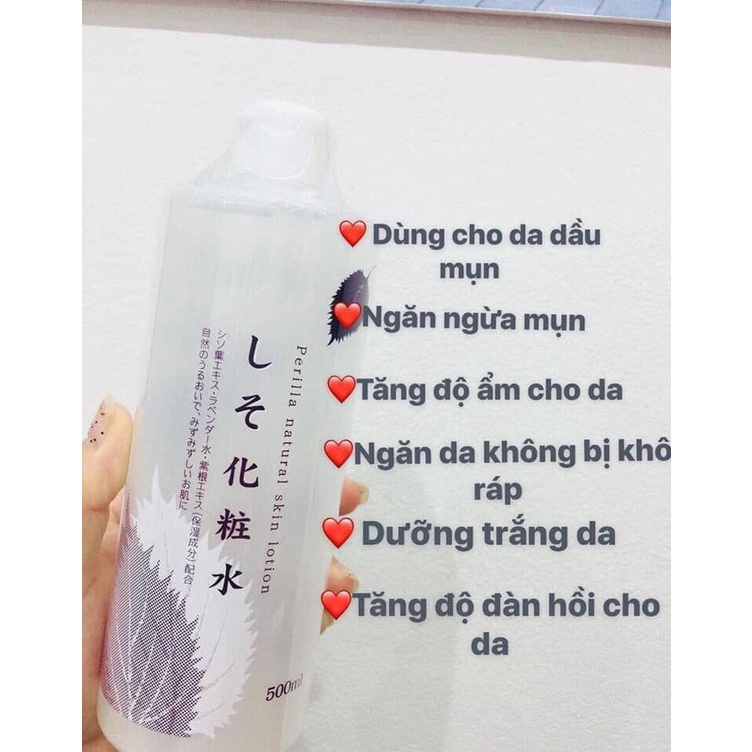 しそ化粧水
Perilla natural skin lotion
シソ葉エキス・ラベンダー水・紫根エキス(保湿成分)配合
自然のうるおいで、みずみずしいお肌に
500ml
❤️ Dùng cho da dầu
mụn
❤️Ngăn ngừa mụn
❤️Tăng độ ẩm cho da
❤️Ngăn da không bị khô
ráp
❤️ Dưỡng trắng da
❤️Tăng độ đàn hồi cho
da